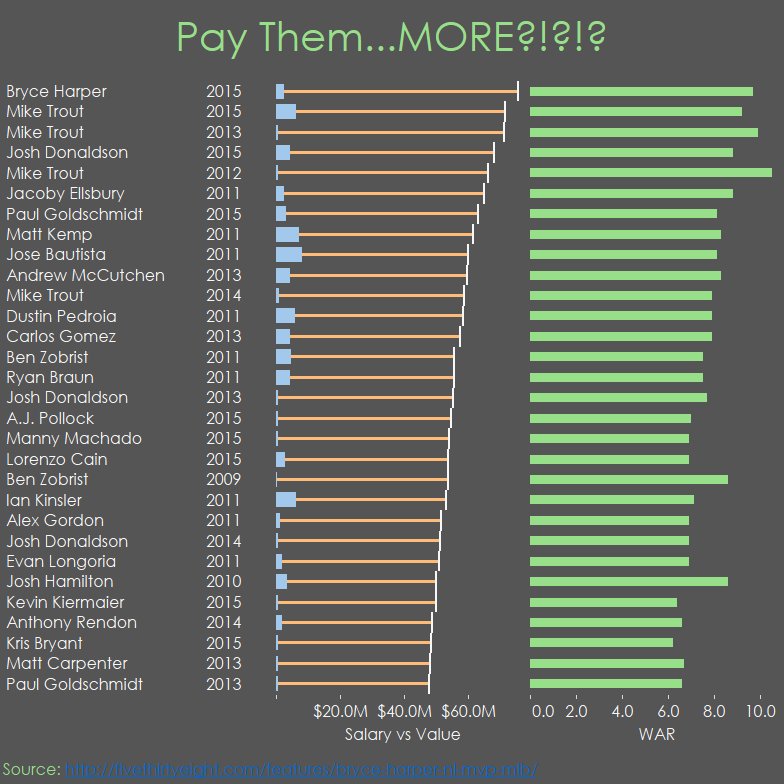 Pay Them...MORE?!?!?
Bryce Harper 2015
Mike Trout 2015
Mike Trout 2013
Josh Donaldson 2015
Mike Trout 2012
Jacoby Ellsbury 2011
Paul Goldschmidt 2015
Matt Kemp 2011
Jose Bautista 2011
Andrew McCutchen 2013
Mike Trout 2014
Dustin Pedroia 2011
Carlos Gomez 2013
Ben Zobrist 2011
Ryan Braun 2011
Josh Donaldson 2013
A.J. Pollock 2015
Manny Machado 2015
Lorenzo Cain 2015
Ben Zobrist 2009
Ian Kinsler 2011
Alex Gordon 2011
Josh Donaldson 2014
Evan Longoria 2011
Josh Hamilton 2010
Kevin Kiermaier 2015
Anthony Rendon 2014
Kris Bryant 2015
Matt Carpenter 2013
Paul Goldschmidt 2013
$20.0M $40.0M $60.0M 0.0 2.0 4.0 6.0 8.0 10.0
Salary vs Value WAR
Source: http://fivethirtyeight.com/features/bryce-harper-nl-mvp-mlb/